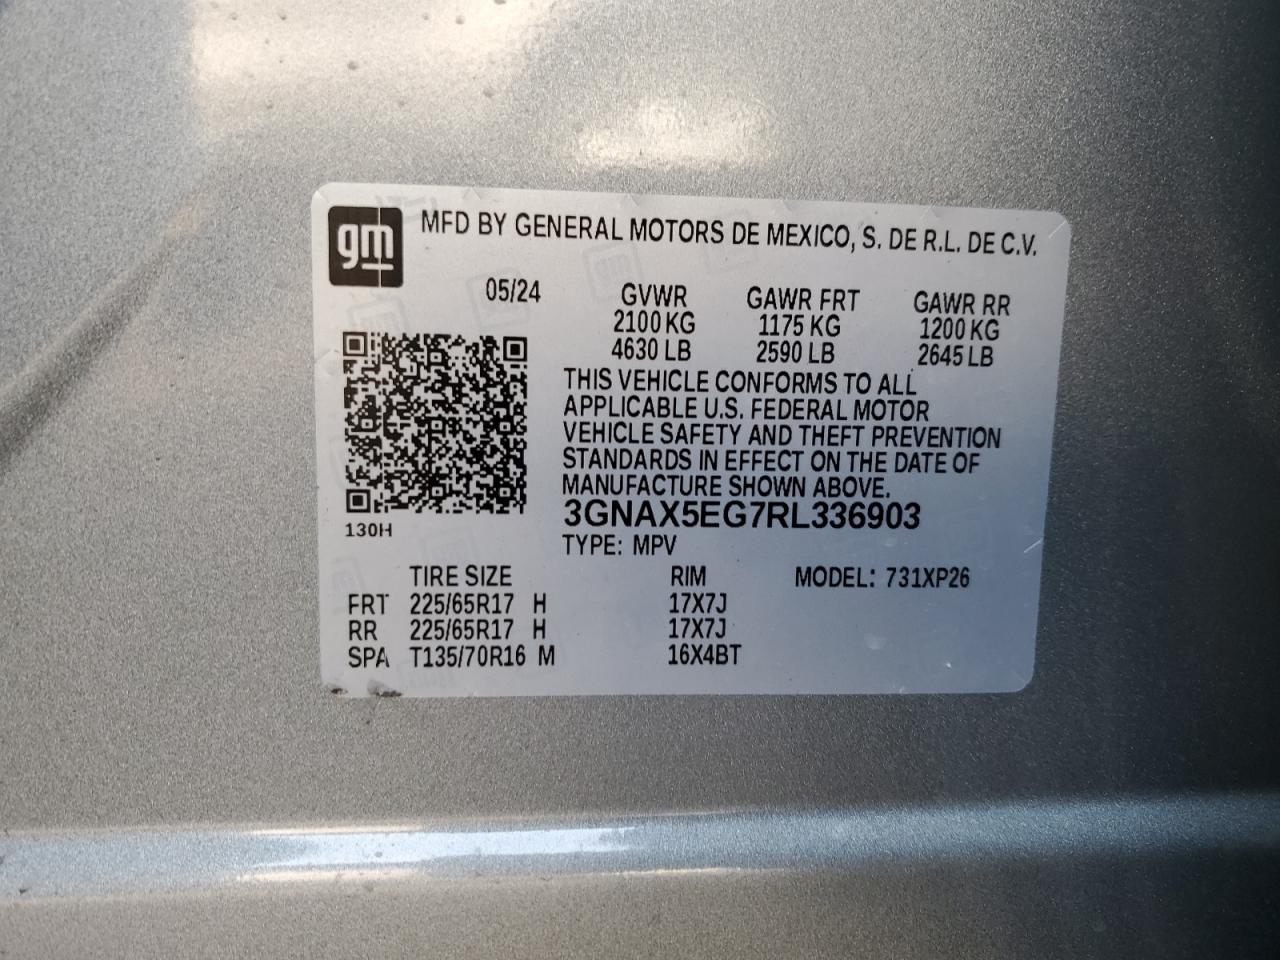 gm
MFD BY GENERAL MOTORS DE MEXICO, S. DE R.L. DE C.V.
05/24 GVWR GAWR FRT GAWR RR
2100 KG 1175 KG 1200 KG
4630 LB 2590 LB 2645 LB
THIS VEHICLE CONFORMS TO ALL
APPLICABLE U.S. FEDERAL MOTOR
VEHICLE SAFETY AND THEFT PREVENTION
STANDARDS IN EFFECT ON THE DATE OF
MANUFACTURE SHOWN ABOVE.
3GNAX5EG7RL336903
130H
TYPE: MPV
TIRE SIZE RIM MODEL: 731XP26
FRT 225/65R17 H 17X7J
RR 225/65R17 H 17X7J
SPA T135/70R16 M 16X4BT